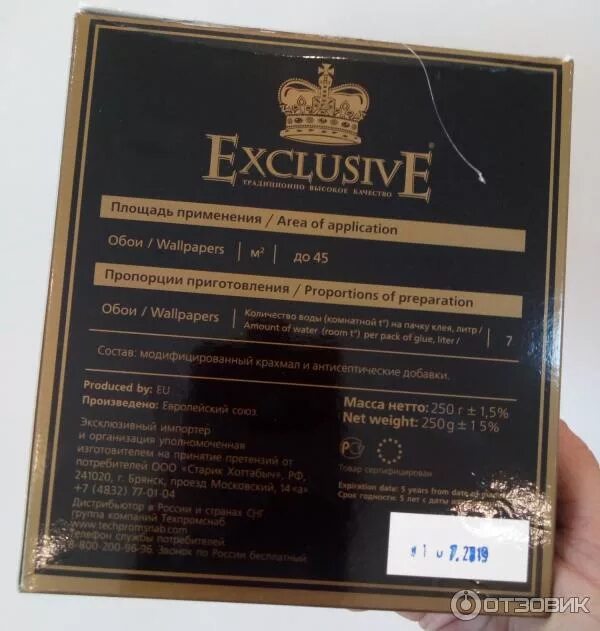 EXCLUSIVE®
ТРАДИЦИОННО ВЫСОКОЕ КАЧЕСТВО
Площадь применения / Area of application
Обои / Wallpapers | м² | до 45
Пропорции приготовления / Proportions of preparation
Обои / Wallpapers
Количество воды (комнатной t°) на пачку клея, литр /
Amount of water (room t°) per pack of glue, liter /
7
Состав: модифицированный крахмал и антисептические добавки.
Produced by: EU
Произведено: Европейский союз.
Масса нетто: 250 г ± 1,5%
Net weight: 250 g ± 1 5%
Эксклюзивный импортер
и организация уполномоченная
изготовителем на принятие претензий от
потребителей ООО «Старик Хоттабыч», РФ,
241020, г. Брянск, проезд Московский, 14 «а»
+7 (4832) 77-01-04
Товар сертифицирован
Expiration date: 5 years from date of
Срок годности: 5 лет с даты
Дистрибьютор в России и странах СНГ
группа компаний Техпромснаб
www.techpromsnab.com
Телефон службы потребителей
8-800-200-96-96. Звонок по России бесплатный
ОТЗОВИК